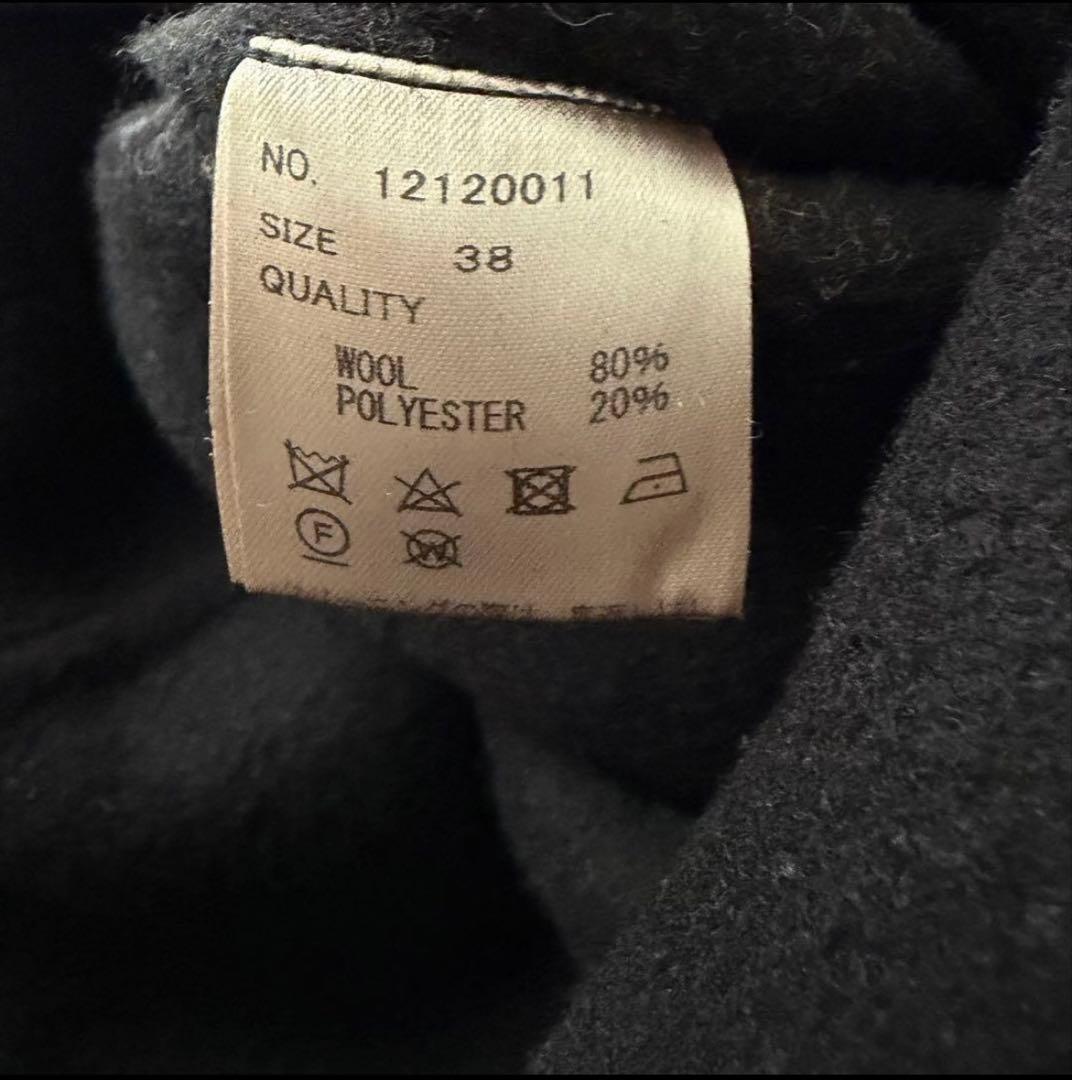 NO. 12120011
SIZE 38
QUALITY
WOOL 80%
POLYESTER 20%
F
W